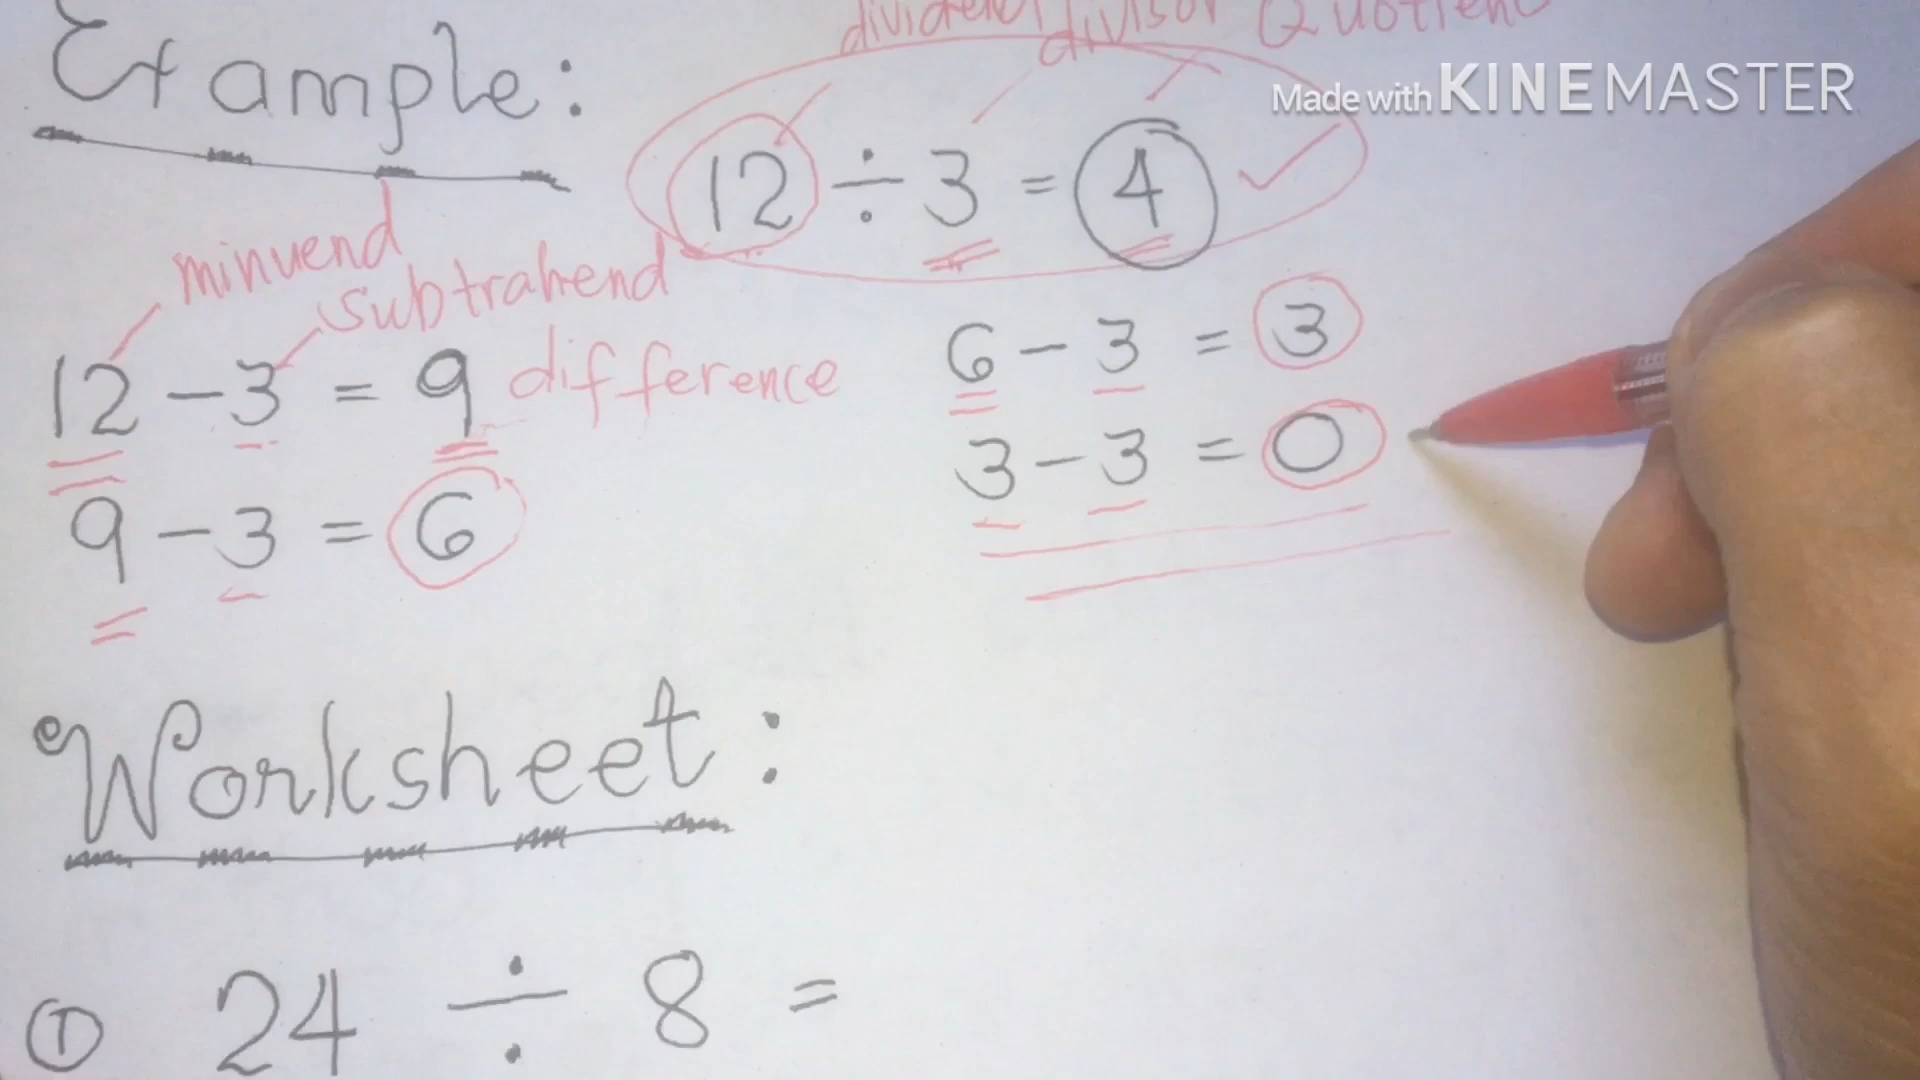 dividend divisor Quotient
Example:
Made with KINEMASTER
12 ÷ 3 = 4
minuend
subtrahend
12 - 3 = 9 difference
9 - 3 = 6
6 - 3 = 3
3 - 3 = 0
Worksheet:
① 24 ÷ 8 =